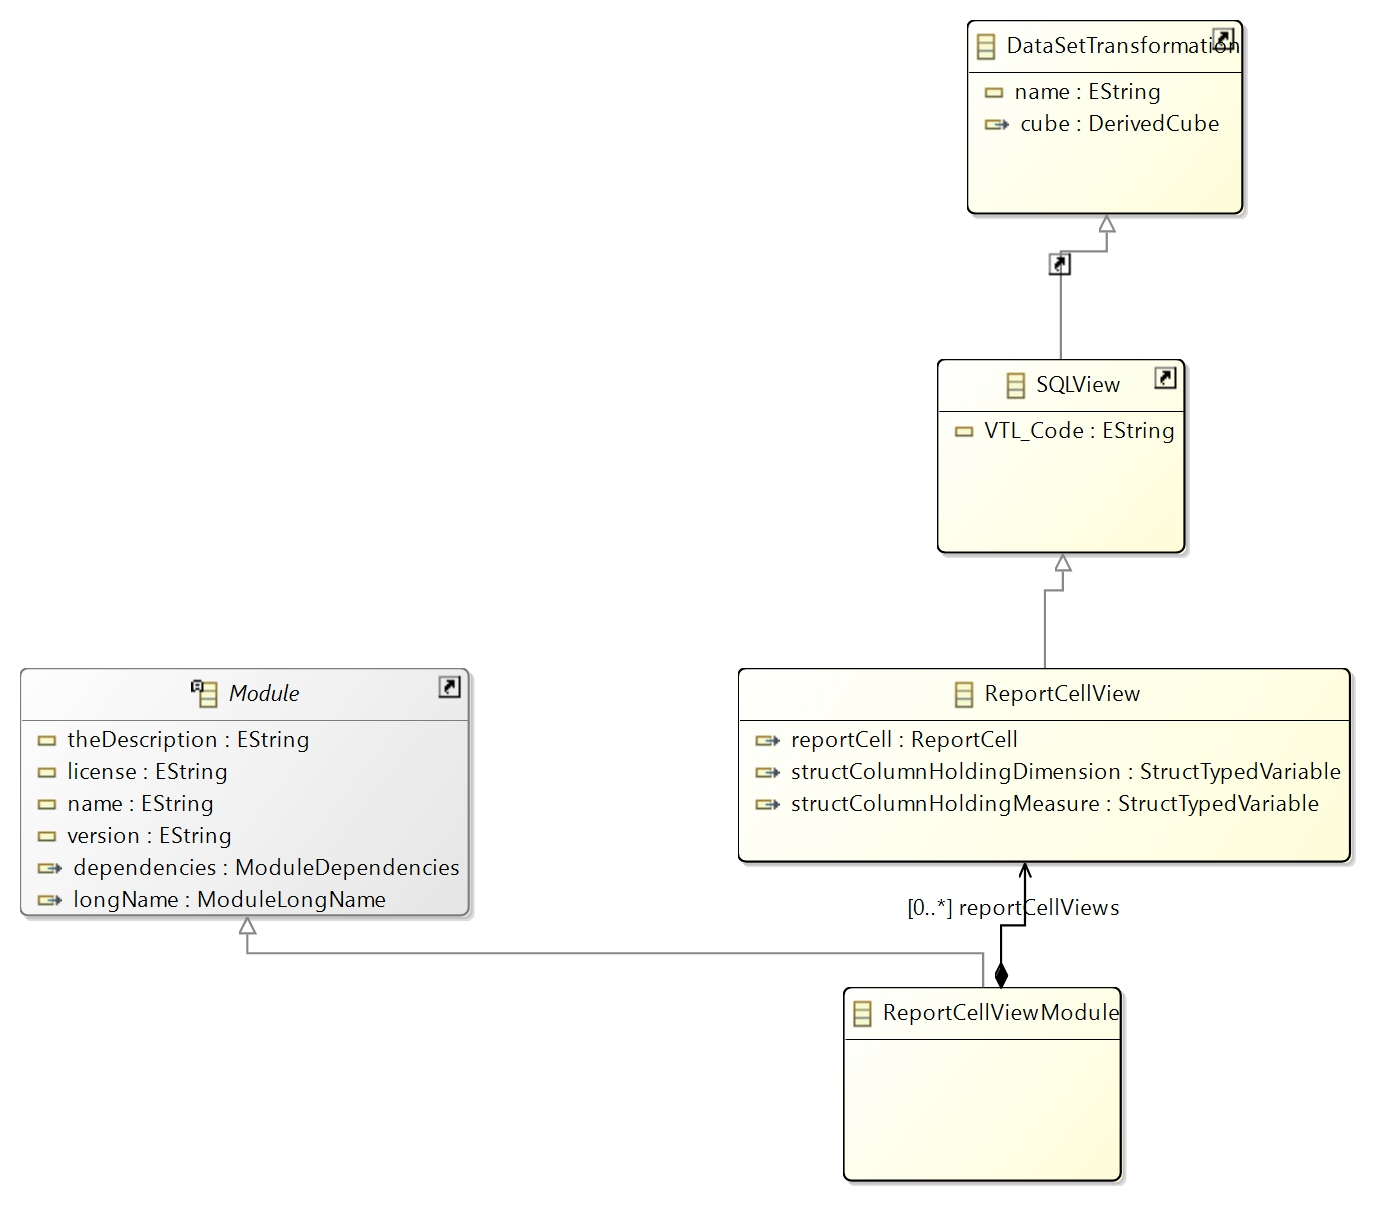 DataSetTransformation
name : EString
cube : DerivedCube
SQLView
VTL_Code : EString
Module
theDescription : EString
license : EString
name : EString
version : EString
dependencies : ModuleDependencies
longName : ModuleLongName
ReportCellView
reportCell : ReportCell
structColumnHoldingDimension : StructTypedVariable
structColumnHoldingMeasure : StructTypedVariable
[0..*] reportCellViews
ReportCellViewModule